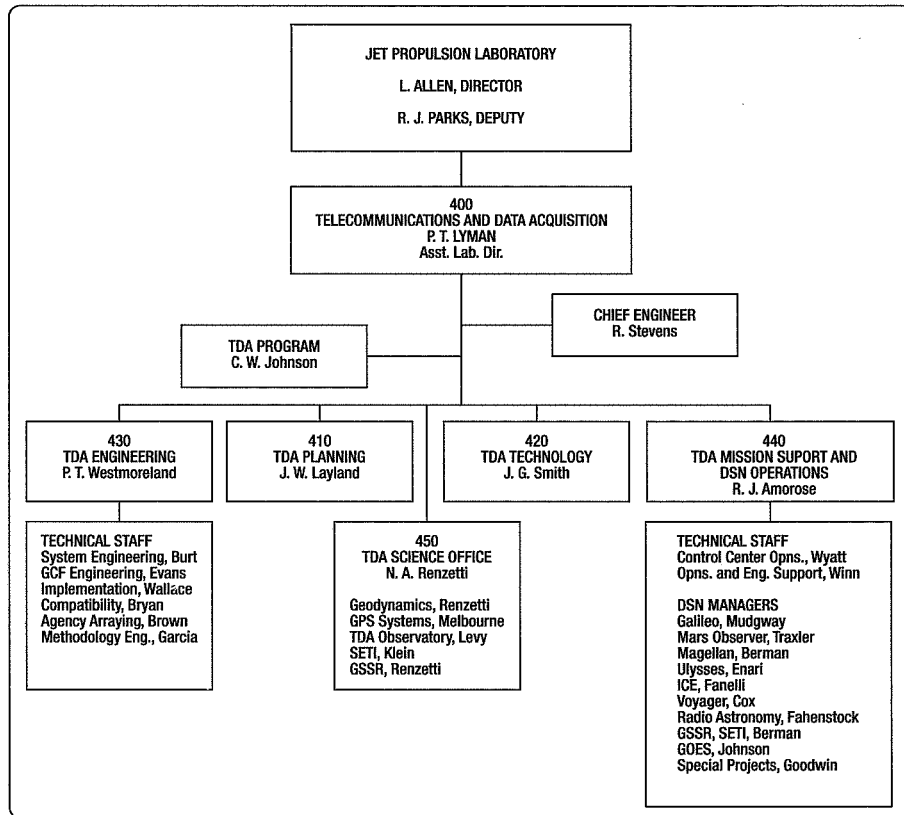 JET PROPULSION LABORATORY
L. ALLEN, DIRECTOR
R. J. PARKS, DEPUTY
400
TELECOMMUNICATIONS AND DATA ACQUISITION
P. T. LYMAN
Asst. Lab. Dir.
CHIEF ENGINEER
R. Stevens
TDA PROGRAM
C. W. Johnson
430
TDA ENGINEERING
P. T. Westmoreland
410
TDA PLANNING
J. W. Layland
420
TDA TECHNOLOGY
J. G. Smith
440
TDA MISSION SUPORT AND
DSN OPERATIONS
R. J. Amorose
TECHNICAL STAFF
System Engineering, Burt
GCF Engineering, Evans
Implementation, Wallace
Compatibility, Bryan
Agency Arraying, Brown
Methodology Eng., Garcia
450
TDA SCIENCE OFFICE
N. A. Renzetti
Geodynamics, Renzetti
GPS Systems, Melbourne
TDA Observatory, Levy
SETI, Klein
GSSR, Renzetti
TECHNICAL STAFF
Control Center Opns., Wyatt
Opns. and Eng. Support, Winn
DSN MANAGERS
Galileo, Mudgway
Mars Observer, Traxler
Magellan, Berman
Ulysses, Enari
ICE, Fanelli
Voyager, Cox
Radio Astronomy, Fahenstock
GSSR, SETI, Berman
GOES, Johnson
Special Projects, Goodwin